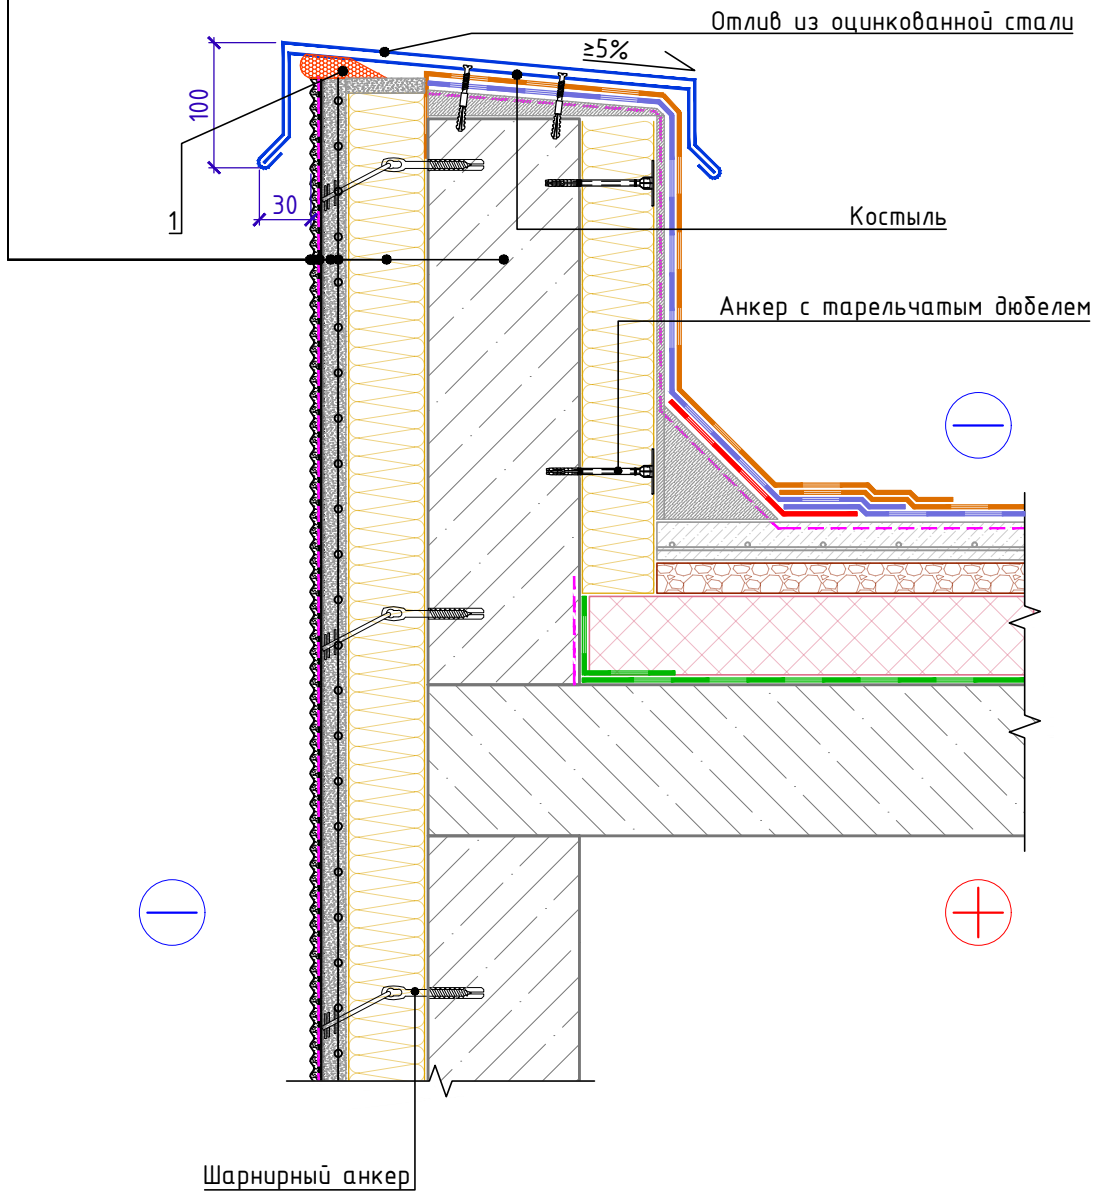 Отлив из оцинкованной стали
≥5%
100
30
1
Костыль
Анкер с тарельчатым дюбелем
Шарнирный анкер